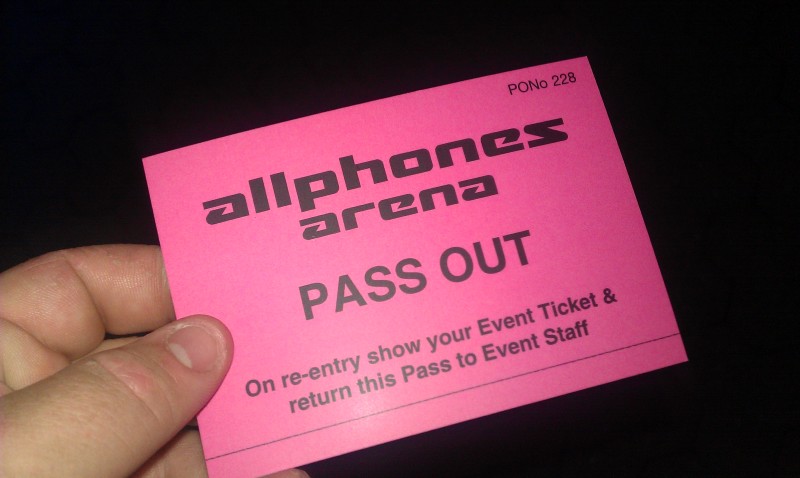 PONo 228
allphones
arena
PASS OUT
On re-entry show your Event Ticket &
return this Pass to Event Staff